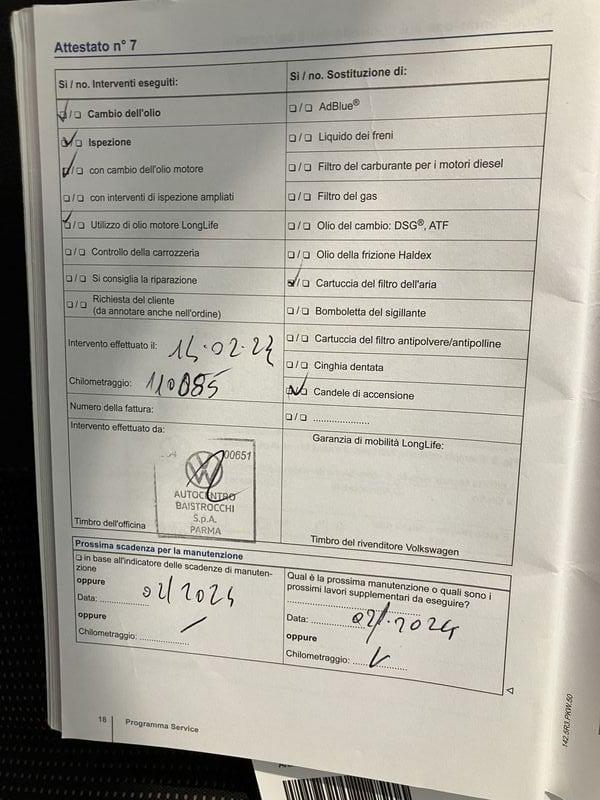 Attestato n° 7
Sì / no. Interventi eseguiti:
❏ / ❏ Cambio dell'olio
❏ / ❏ Ispezione
❏ / ❏ con cambio dell'olio motore
❏ / ❏ con interventi di ispezione ampliati
❏ / ❏ Utilizzo di olio motore LongLife
❏ / ❏ Controllo della carrozzeria
❏ / ❏ Si consiglia la riparazione
❏ / ❏ Richiesta del cliente
(da annotare anche nell'ordine)
Intervento effettuato il:
Chilometraggio: 110885
Numero della fattura:
Intervento effettuato da:
00651
AUTOCENTRO
BAISTROCCHI
S.p.A.
PARMA
Timbro dell'officina
Sì / no. Sostituzione di:
❏ / ❏ AdBlue®
❏ / ❏ Liquido dei freni
❏ / ❏ Filtro del carburante per i motori diesel
❏ / ❏ Filtro del gas
❏ / ❏ Olio del cambio: DSG®, ATF
❏ / ❏ Olio della frizione Haldex
❏ / ❏ Cartuccia del filtro dell'aria
❏ / ❏ Bomboletta del sigillante
❏ / ❏ Cartuccia del filtro antipolvere/antipolline
❏ / ❏ Cinghia dentata
❏ / ❏ Candele di accensione
❏ / ❏ ......................
Garanzia di mobilità LongLife:
Timbro del rivenditore Volkswagen
Prossima scadenza per la manutenzione
❏ in base all'indicatore delle scadenze di manuten-
zione
oppure
Data: 02/2024
oppure
Chilometraggio: ...................
Qual è la prossima manutenzione o quali sono i
prossimi lavori supplementari da eseguire?
Data: 02/.2024
oppure
Chilometraggio: ...................
18 Programma Service
142.5R3.PKW.50